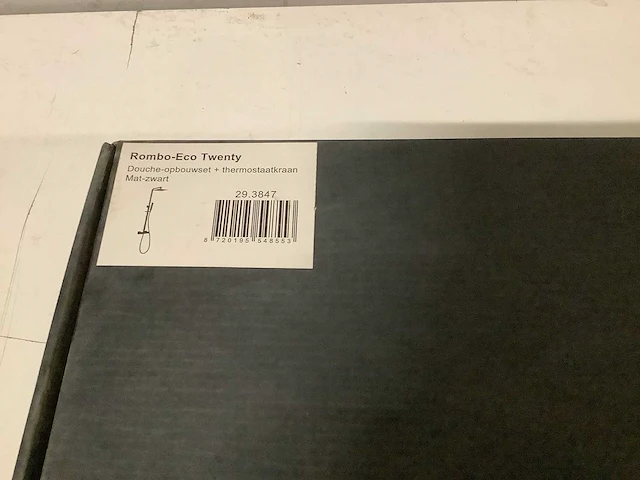 Rombo-Eco Twenty
Douche-opbouwset + thermostaatkraan
Mat-zwart
29.3847
8 720195 548553